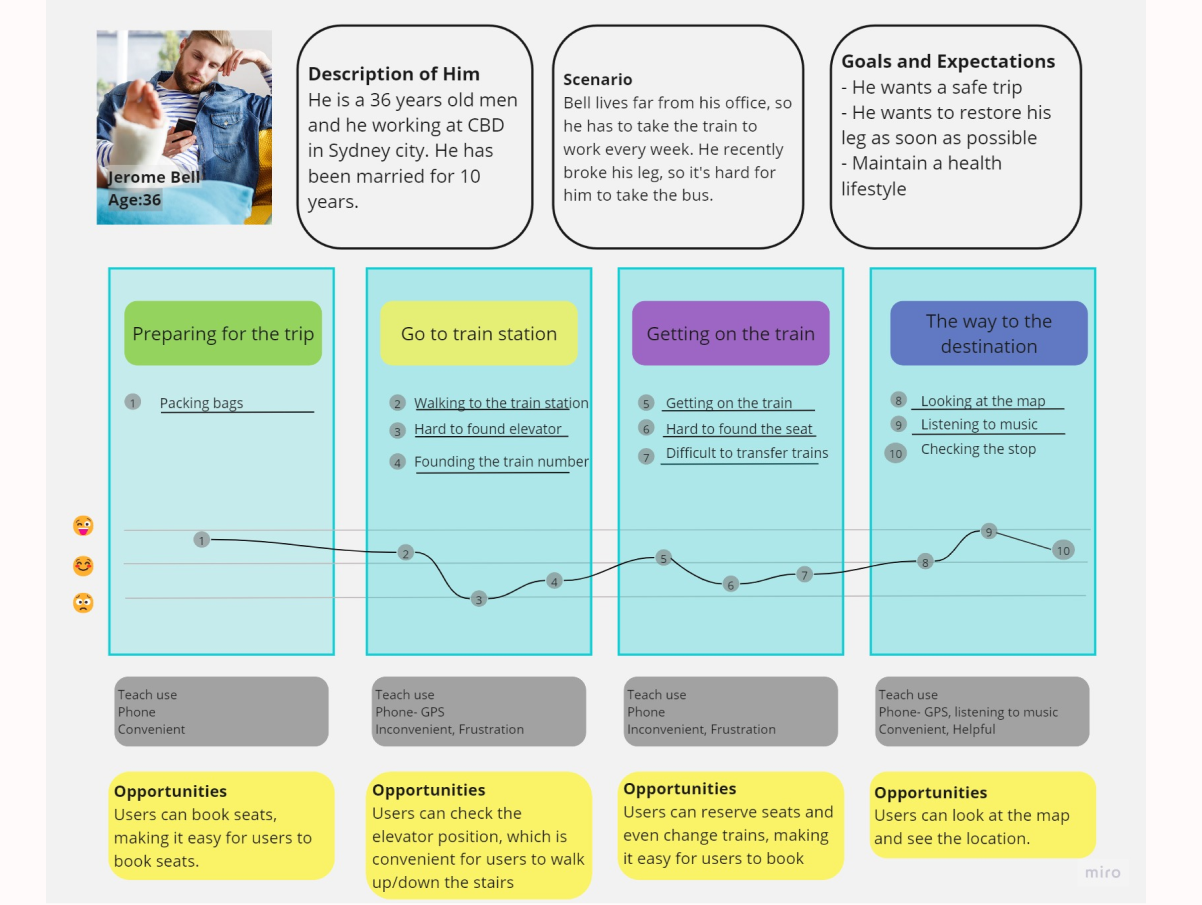 Jerome Bell
Age:36
Description of Him
He is a 36 years old men
and he working at CBD
in Sydney city. He has
been married for 10
years.
Scenario
Bell lives far from his office, so
he has to take the train to
work every week. He recently
broke his leg, so it's hard for
him to take the bus.
Goals and Expectations
- He wants a safe trip
- He wants to restore his
leg as soon as possible
- Maintain a health
lifestyle
Preparing for the trip
1 Packing bags
Go to train station
2 Walking to the train station
3 Hard to found elevator
4 Founding the train number
Getting on the train
5 Getting on the train
6 Hard to found the seat
7 Difficult to transfer trains
The way to the
destination
8 Looking at the map
9 Listening to music
10 Checking the stop
1
2
3
4
5
6
7
8
9
10
Teach use
Phone
Convenient
Teach use
Phone- GPS
Inconvenient, Frustration
Teach use
Phone
Inconvenient, Frustration
Teach use
Phone- GPS, listening to music
Convenient, Helpful
Opportunities
Users can book seats,
making it easy for users to
book seats.
Opportunities
Users can check the
elevator position, which is
convenient for users to walk
up/down the stairs
Opportunities
Users can reserve seats and
even change trains, making
it easy for users to book
Opportunities
Users can look at the map
and see the location.
miro